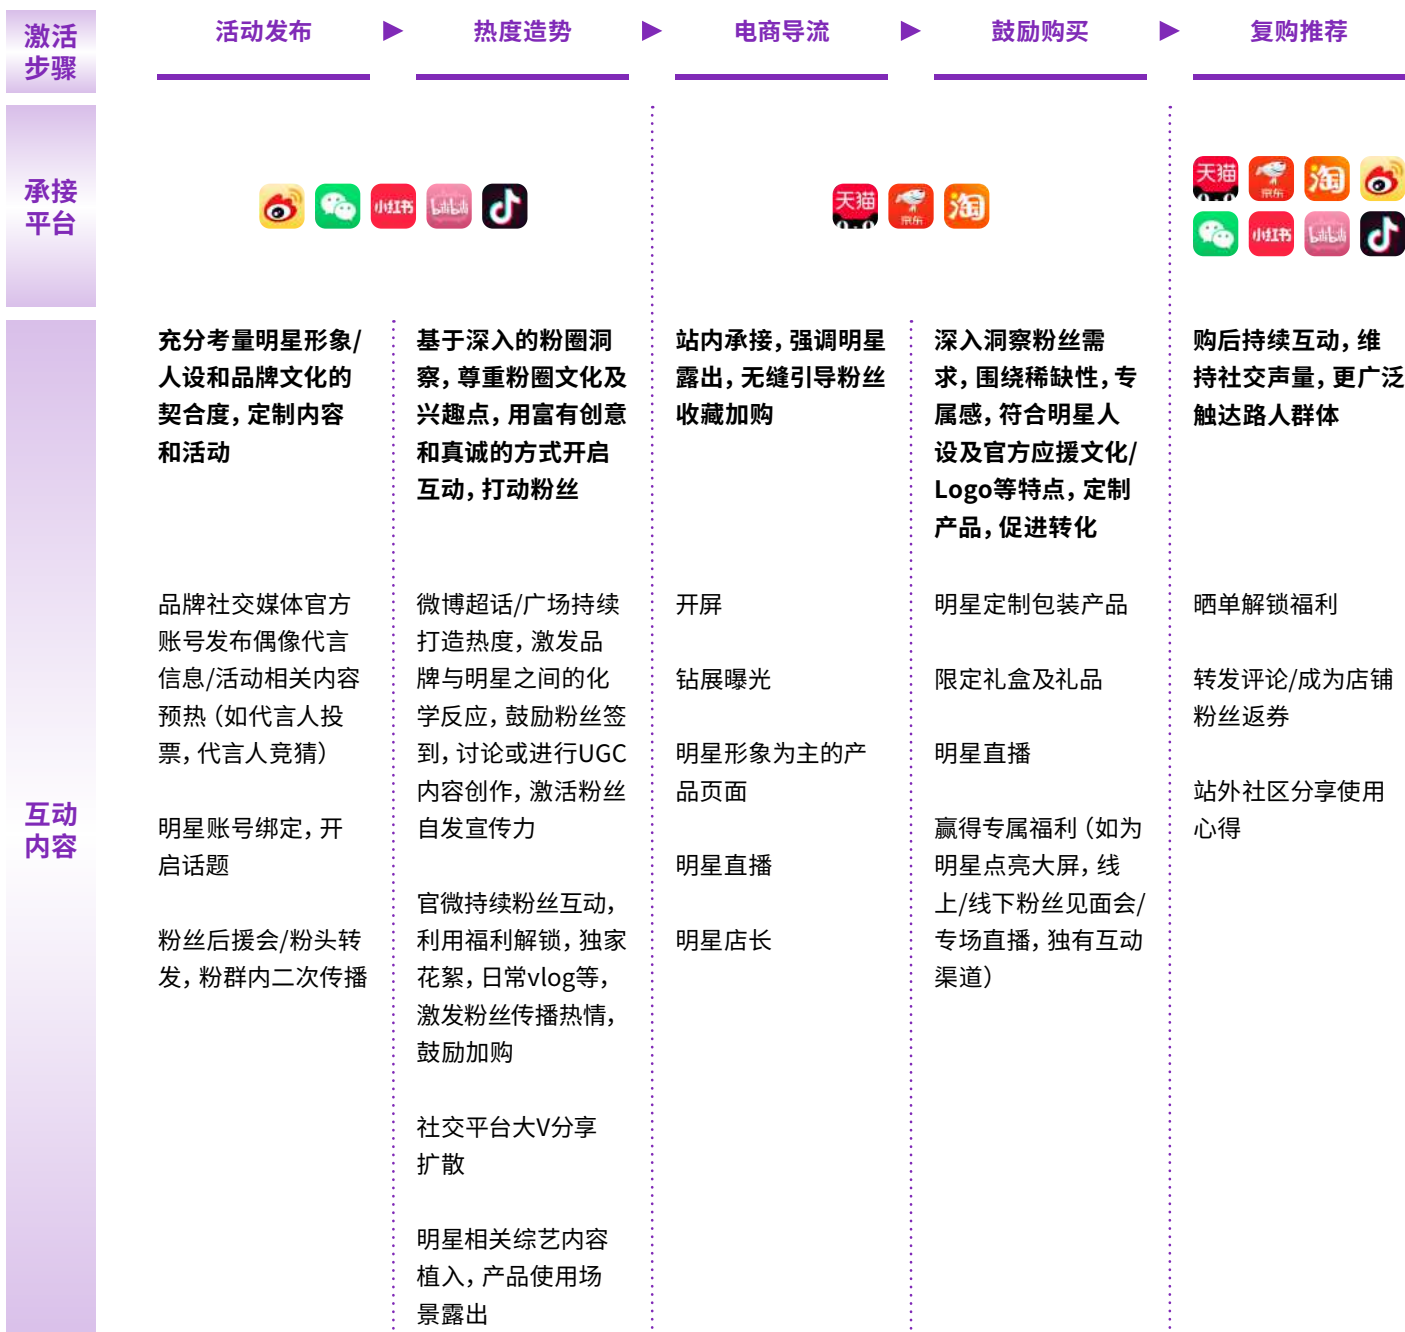 激活
步骤
活动发布
热度造势
电商导流
鼓励购买
复购推荐
承接
平台
小红书
bilibili
天猫
京东
淘
天猫
京东
淘
小红书
bilibili
互动
内容
充分考量明星形象/
人设和品牌文化的
契合度，定制内容
和活动
品牌社交媒体官方
账号发布偶像代言
信息/活动相关内容
预热（如代言人投
票，代言人竞猜）
明星账号绑定，开
启话题
粉丝后援会/粉头转
发，粉群内二次传播
基于深入的粉圈洞
察，尊重粉圈文化及
兴趣点，用富有创意
和真诚的方式开启
互动，打动粉丝
微博超话/广场持续
打造热度，激发品
牌与明星之间的化
学反应，鼓励粉丝签
到，讨论或进行UGC
内容创作，激活粉丝
自发宣传力
官微持续粉丝互动，
利用福利解锁，独家
花絮，日常vlog等，
激发粉丝传播热情，
鼓励加购
社交平台大V分享
扩散
明星相关综艺内容
植入，产品使用场
景露出
站内承接，强调明星
露出，无缝引导粉丝
收藏加购
开屏
钻展曝光
明星形象为主的产
品页面
明星直播
明星店长
深入洞察粉丝需
求，围绕稀缺性，专
属感，符合明星人
设及官方应援文化/
Logo等特点，定制
产品，促进转化
明星定制包装产品
限定礼盒及礼品
明星直播
赢得专属福利（如为
明星点亮大屏，线
上/线下粉丝见面会/
专场直播，独有互动
渠道）
购后持续互动，维
持社交声量，更广泛
触达路人群体
晒单解锁福利
转发评论/成为店铺
粉丝返券
站外社区分享使用
心得